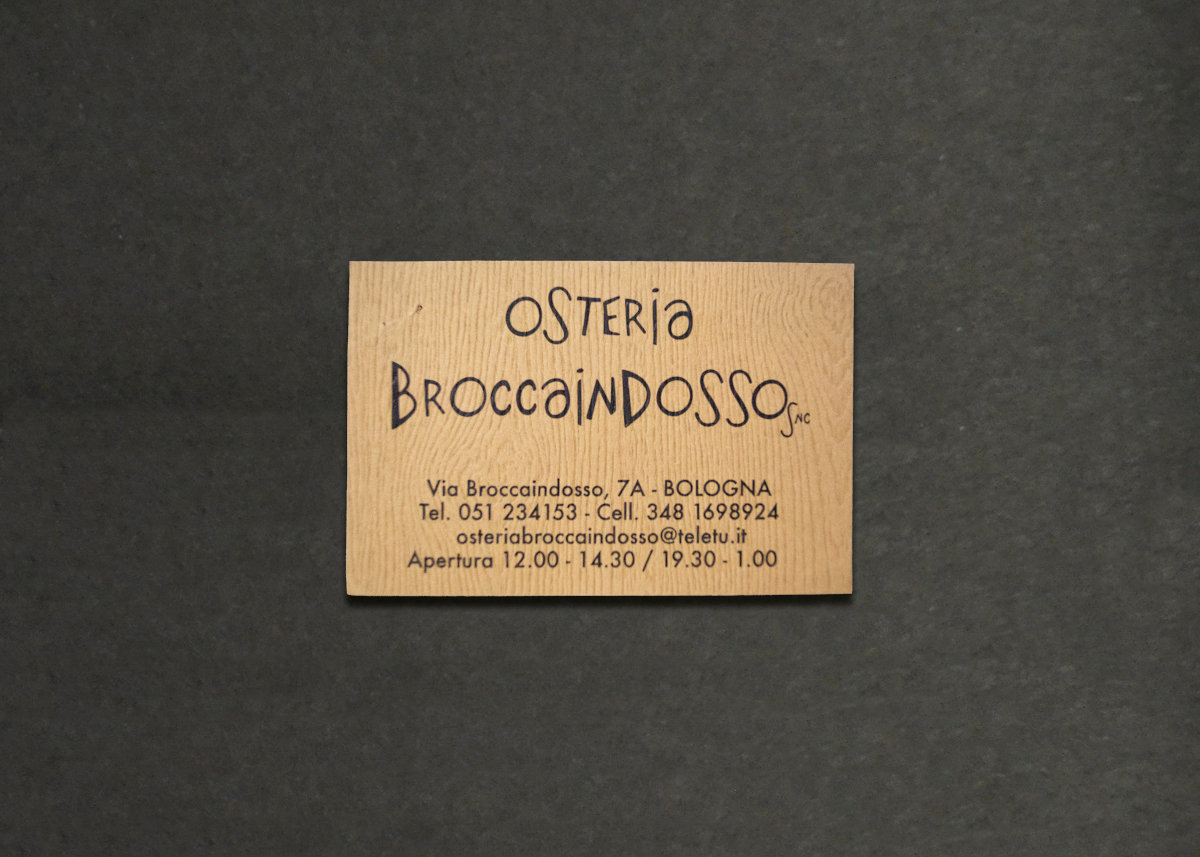 OSTERIA
BROCCAINDOSSO SNC
Via Broccaindosso, 7A - BOLOGNA
Tel. 051 234153 - Cell. 348 1698924
osteriabroccaindosso@teletu.it
Apertura 12.00 - 14.30 / 19.30 - 1.00